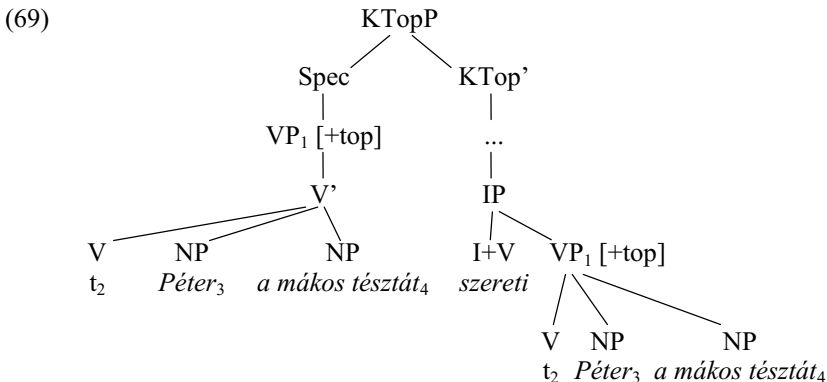 (69) KTopP
Spec KTop’
VP₁ [+top] ...
V’ IP
V NP NP I+V VP₁ [+top]
t₂ Péter₃ a mákos tésztát₄ szereti
V NP NP
t₂ Péter₃ a mákos tésztát₄